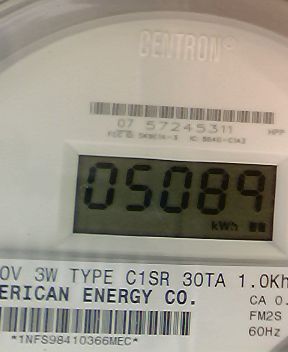 CENTRON®
07 57245311 HPP
05089
kWh
0V 3W TYPE C1SR 30TA 1.0Kh
ERICAN ENERGY CO.
CA 0.
FM2S
60Hz
*1NFS98410366MEC*